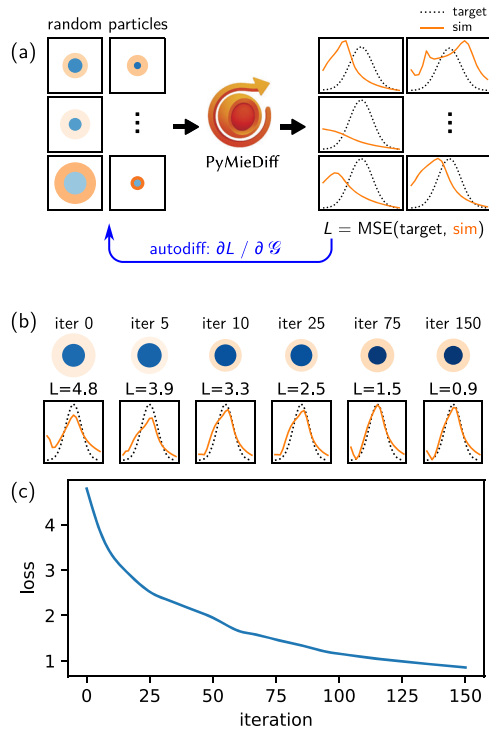 target
sim
random particles
(a)
PyMieDiff
L = MSE(target, sim)
autodiff: ∂L / ∂𝒢
(b)
iter 0 iter 5 iter 10 iter 25 iter 75 iter 150
L=4.8 L=3.9 L=3.3 L=2.5 L=1.5 L=0.9
(c)
loss
4
3
2
1
0 25 50 75 100 125 150
iteration